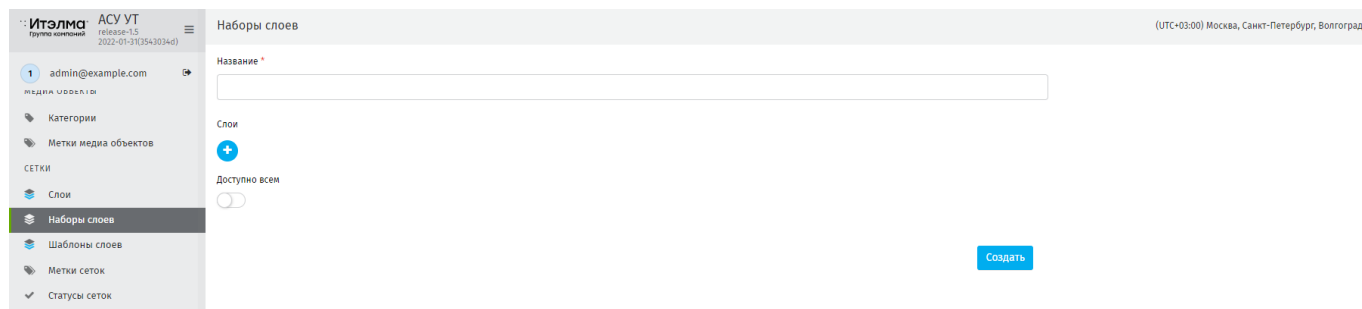 Итэлма
Группа компаний
АСУ УТ
release-1.5
2022-01-31(3543034d)
Наборы слоев
(UTC+03:00) Москва, Санкт-Петербург, Волгоград
1
admin@example.com
МЕДИА ОБЪЕКТЫ
Категории
Метки медиа объектов
СЕТКИ
Слои
Наборы слоев
Шаблоны слоев
Метки сеток
Статусы сеток
Название *
Слои
Доступно всем
Создать